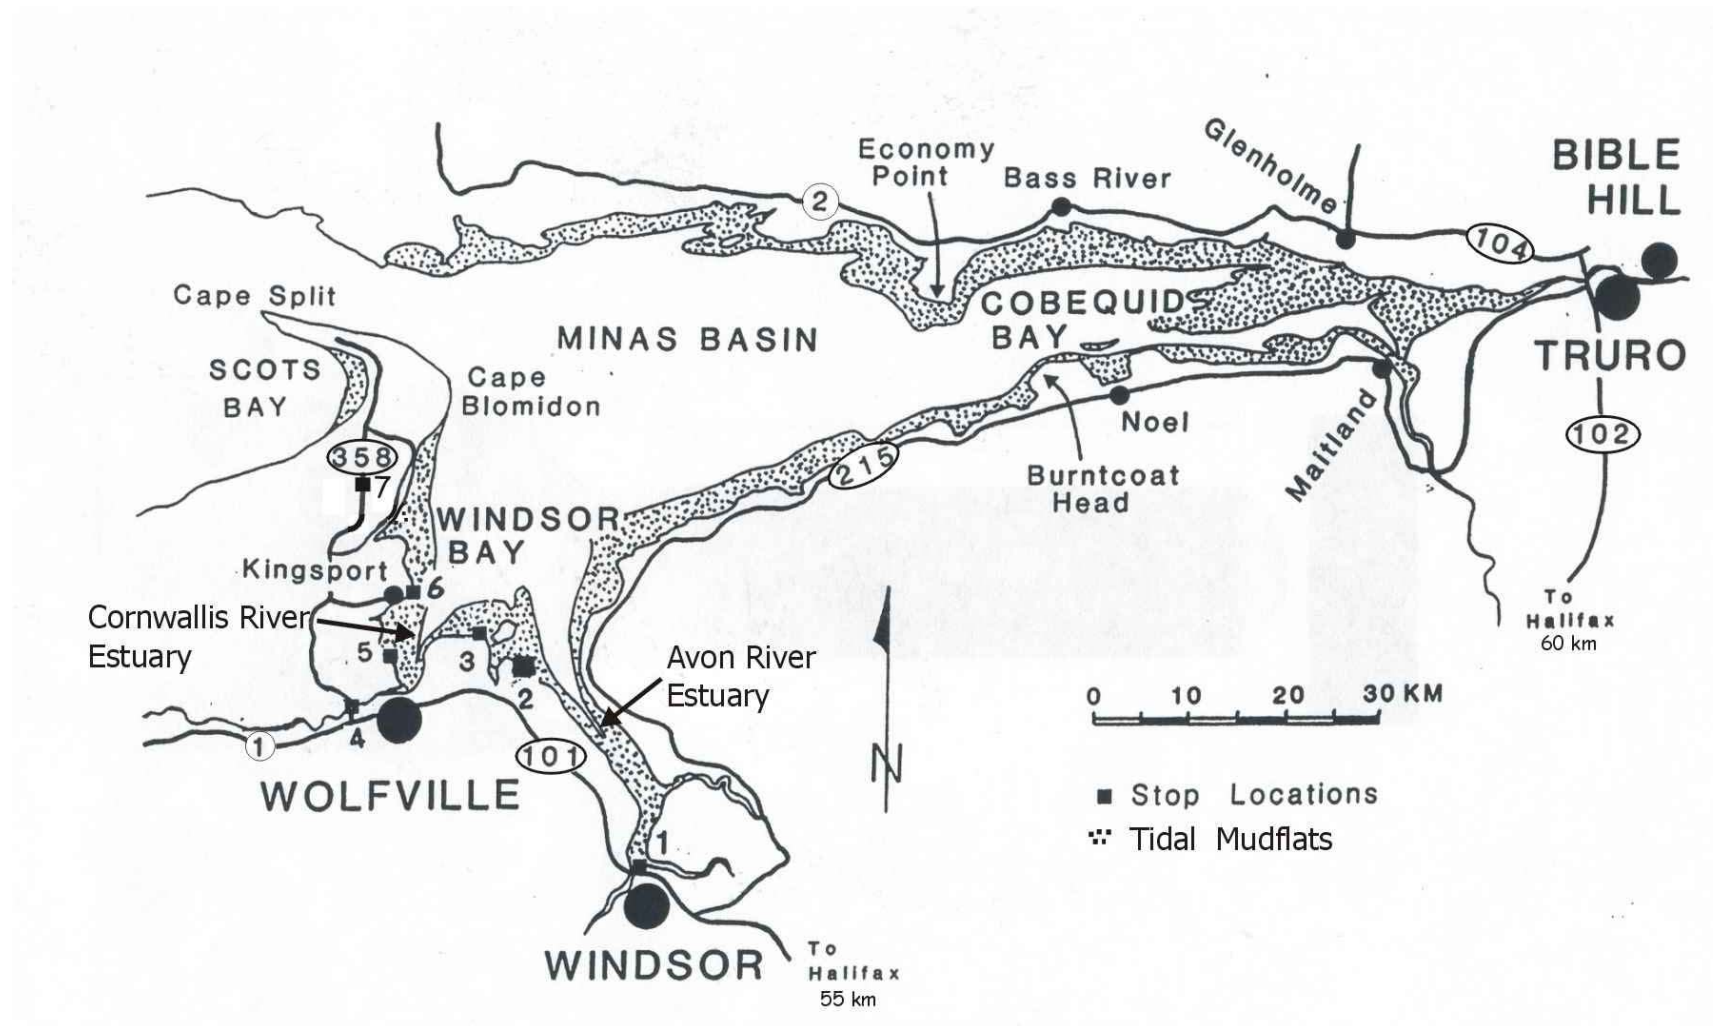 Economy
Point
Bass River
Glenholme
BIBLE
HILL
2
104
Cape Split
COBEQUID
BAY
MINAS BASIN
TRURO
SCOTS
BAY
Cape
Blomidon
Noel
Maitland
102
358
215
7
Burntcoat
Head
WINDSOR
BAY
Kingsport
6
Cornwallis River
Estuary
To
Halifax
60 km
5
3
2
Avon River
Estuary
0 10 20 30 KM
4
1
101
N
WOLFVILLE
Stop Locations
Tidal Mudflats
1
WINDSOR
To
Halifax
55 km